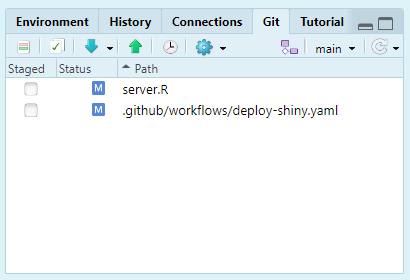 Environment History Connections Git Tutorial
main
Staged Status Path
M server.R
M .github/workflows/deploy-shiny.yaml